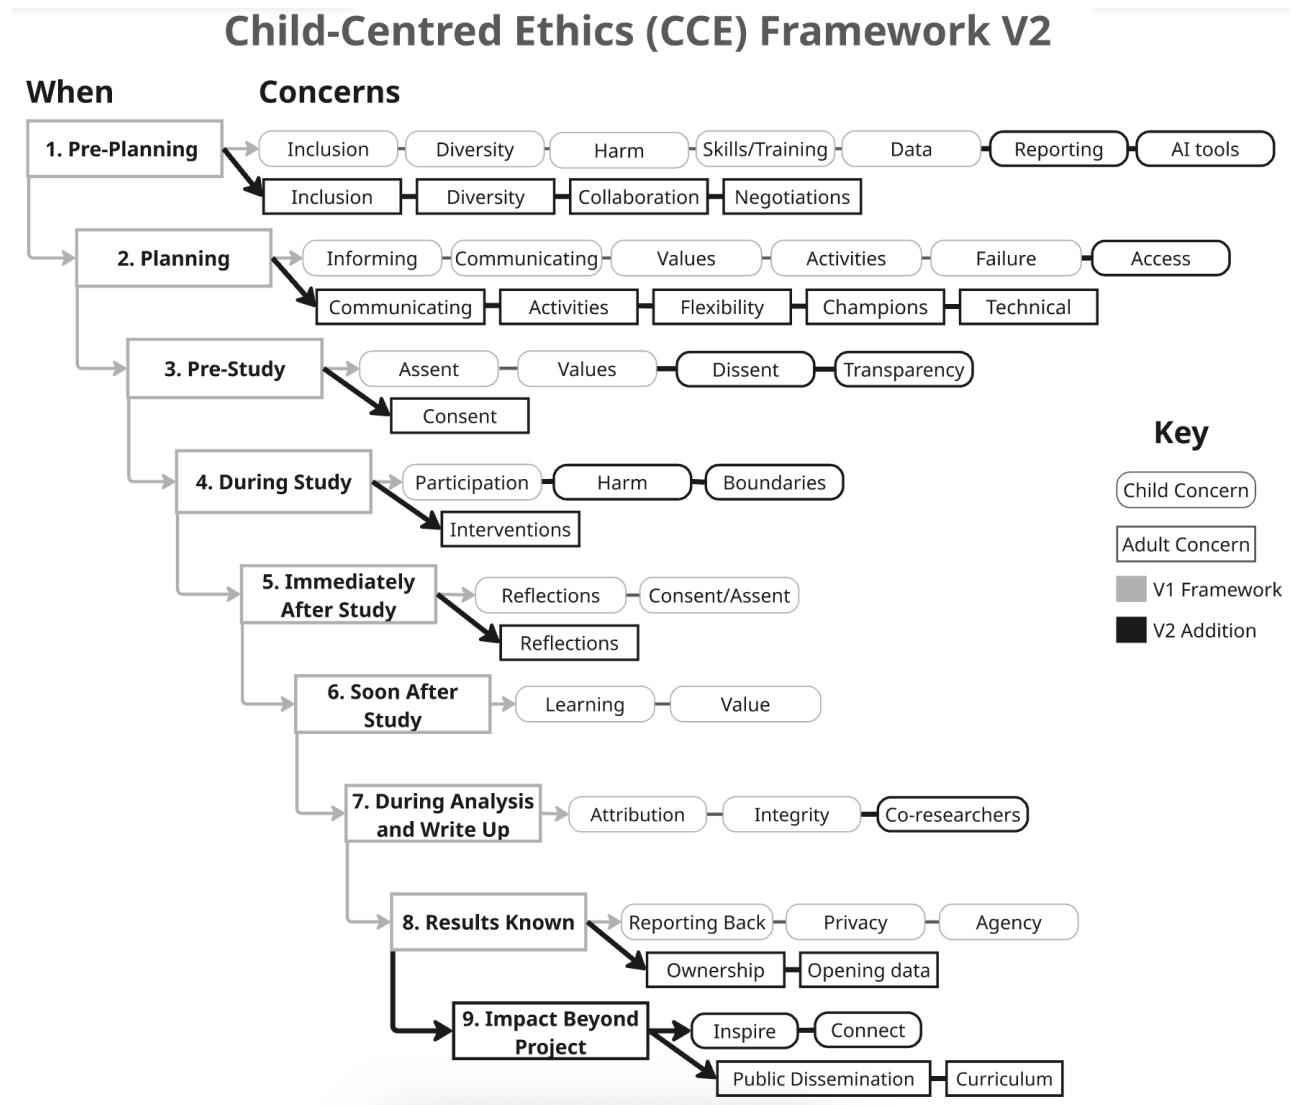 Child-Centred Ethics (CCE) Framework V2
When Concerns
1. Pre-Planning Inclusion Diversity Harm Skills/Training Data Reporting AI tools
Inclusion Diversity Collaboration Negotiations
2. Planning Informing Communicating Values Activities Failure Access
Communicating Activities Flexibility Champions Technical
3. Pre-Study Assent Values Dissent Transparency
Consent
4. During Study Participation Harm Boundaries
Interventions
5. Immediately
After Study
Reflections Consent/Assent
Reflections
6. Soon After
Study
Learning Value
7. During Analysis
and Write Up
Attribution Integrity Co-researchers
8. Results Known Reporting Back Privacy Agency
Ownership Opening data
9. Impact Beyond
Project
Inspire Connect
Public Dissemination Curriculum
Key
Child Concern
Adult Concern
V1 Framework
V2 Addition